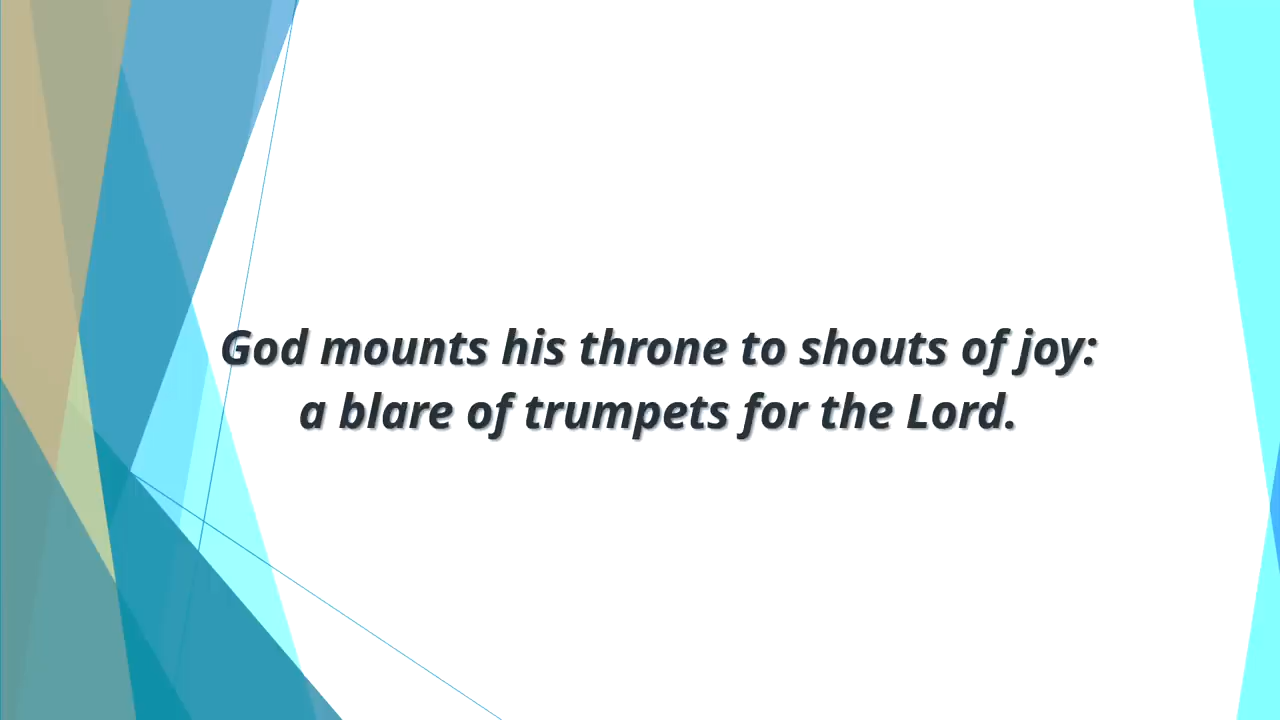 God mounts his throne to shouts of joy:
a blare of trumpets for the Lord.